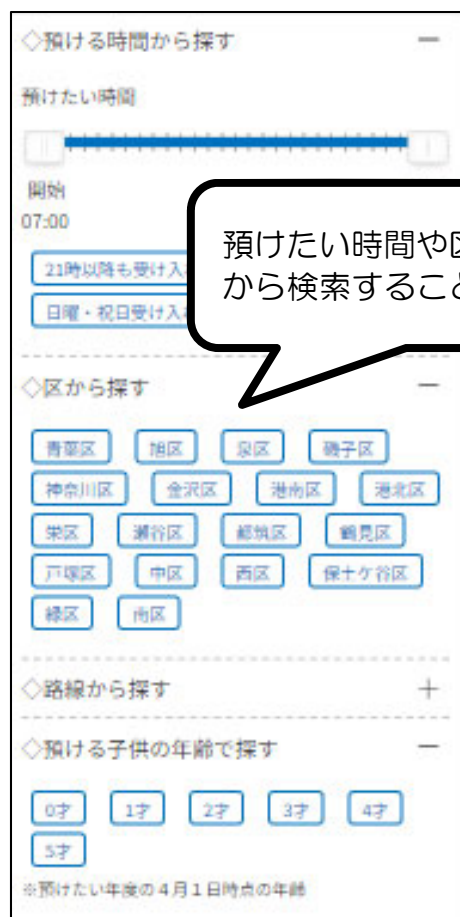 ◇預ける時間から探す −
預けたい時間
開始
07:00
21時以降も受け入
日曜・祝日受け入
預けたい時間や
から検索するこ
◇区から探す −
青葉区 旭区 泉区 磯子区
神奈川区 金沢区 港南区 港北区
栄区 瀬谷区 都筑区 鶴見区
戸塚区 中区 西区 保土ケ谷区
緑区 南区
◇路線から探す +
◇預ける子供の年齢で探す −
0才 1才 2才 3才 4才
5才
※預けたい年度の4月1日時点の年齢